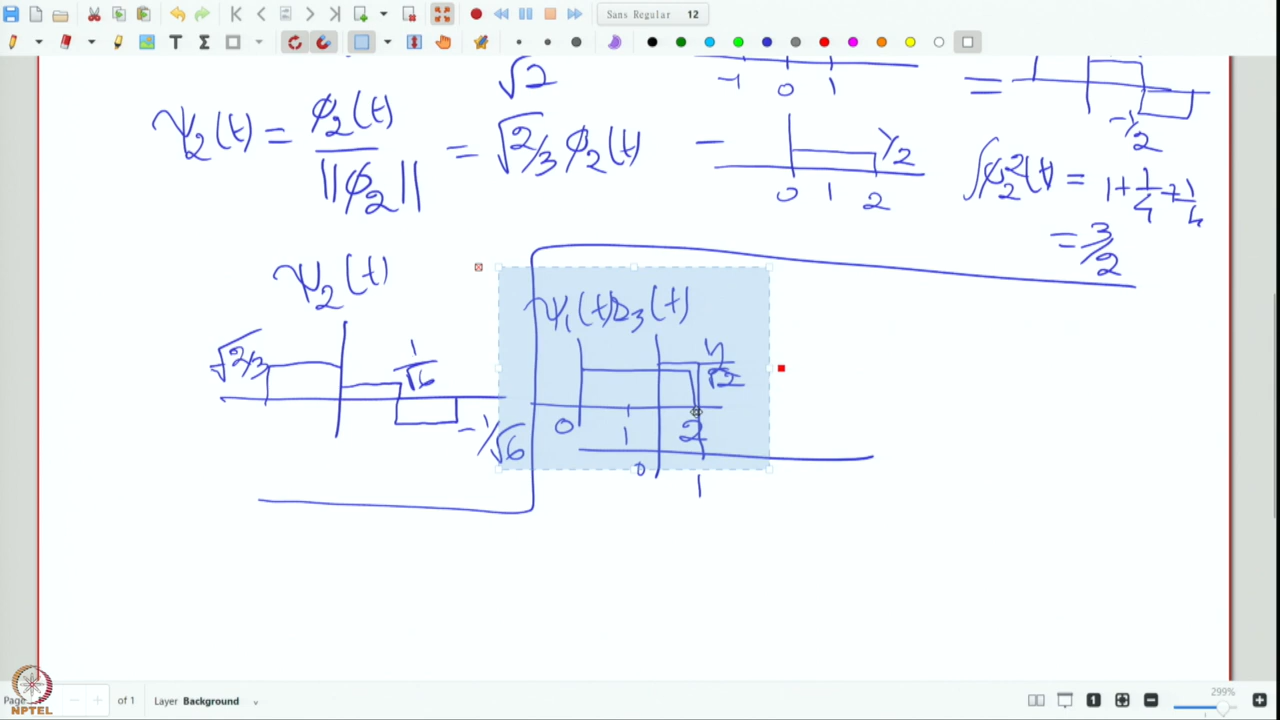 Sans Regular 12
√2
-1 0 1
=
-1/2
ψ2(t) = φ2(t) / ||φ2|| = √2/3 φ2(t)
- 1/2
0 1 2
∫φ2²(t) = 1 + 1/4 + 1/4
= 3/2
ψ2(t)
√2/3 1/√6 -1/√6
ψ1(t) s3(t)
1/√2
0 1 2
0 1
NPTEL
Page of 1 Layer Background
1 299%